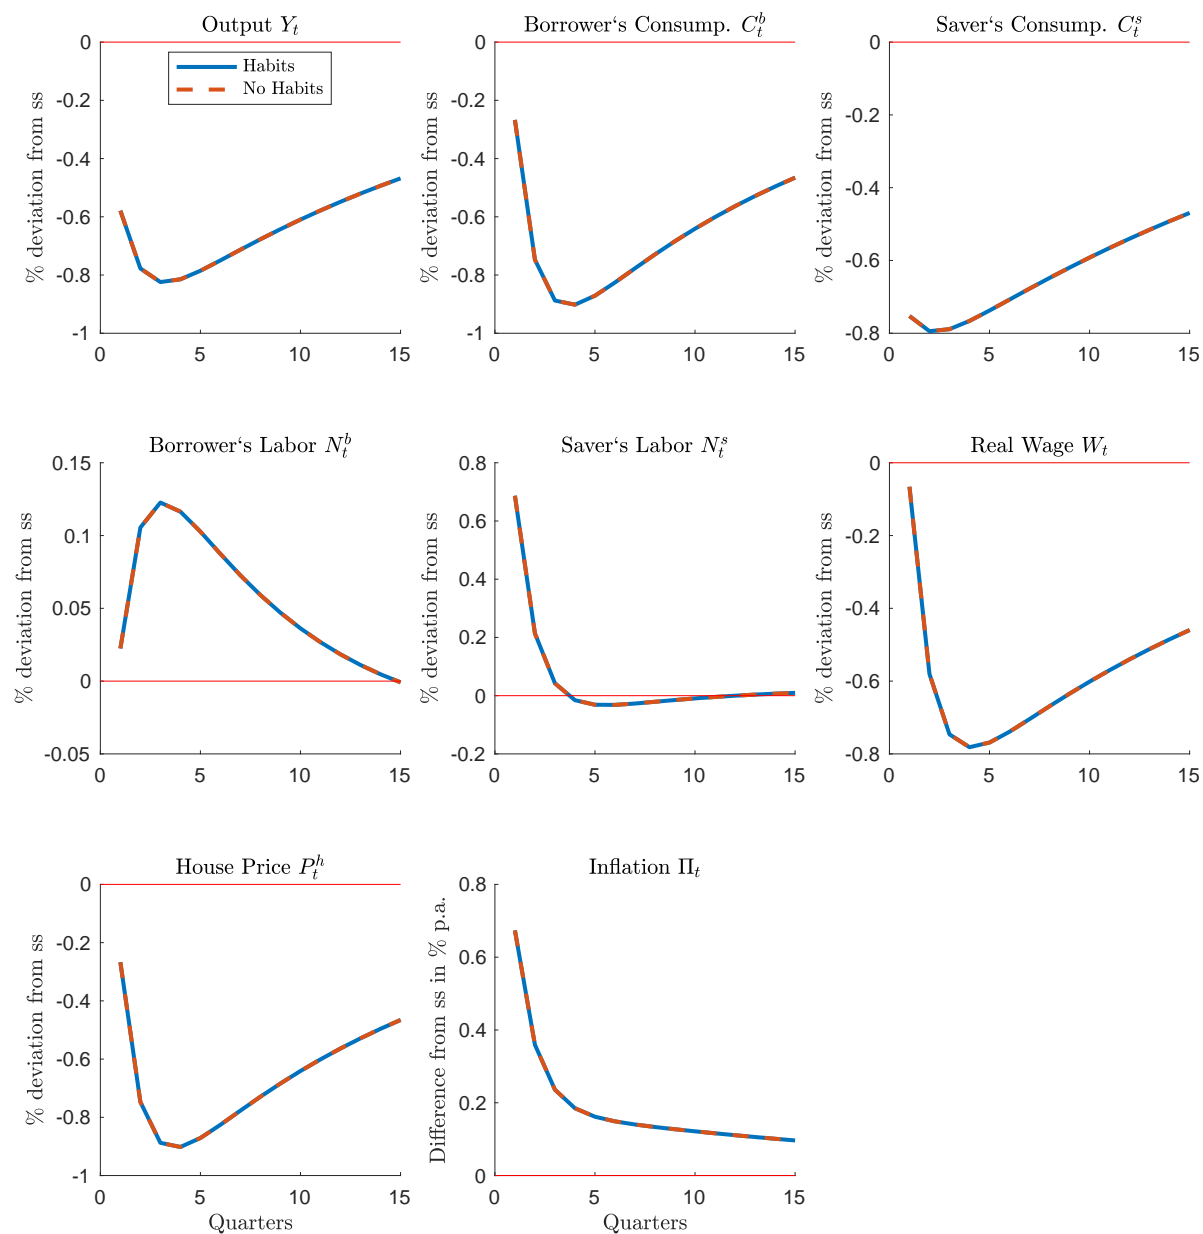 Output Y_t
0
-0.2
-0.4
-0.6
-0.8
-1
% deviation from ss
Habits
No Habits
0 5 10 15
Borrower‘s Consump. C_t^b
0
-0.2
-0.4
-0.6
-0.8
-1
% deviation from ss
0 5 10 15
Saver‘s Consump. C_t^s
0
-0.2
-0.4
-0.6
-0.8
% deviation from ss
0 5 10 15
Borrower‘s Labor N_t^b
0.15
0.1
0.05
0
-0.05
% deviation from ss
0 5 10 15
Saver‘s Labor N_t^s
0.8
0.6
0.4
0.2
0
-0.2
% deviation from ss
0 5 10 15
Real Wage W_t
0
-0.2
-0.4
-0.6
-0.8
% deviation from ss
0 5 10 15
House Price P_t^h
0
-0.2
-0.4
-0.6
-0.8
-1
% deviation from ss
0 5 10 15
Quarters
Inflation Π_t
0.8
0.6
0.4
0.2
0
Difference from ss in % p.a.
0 5 10 15
Quarters